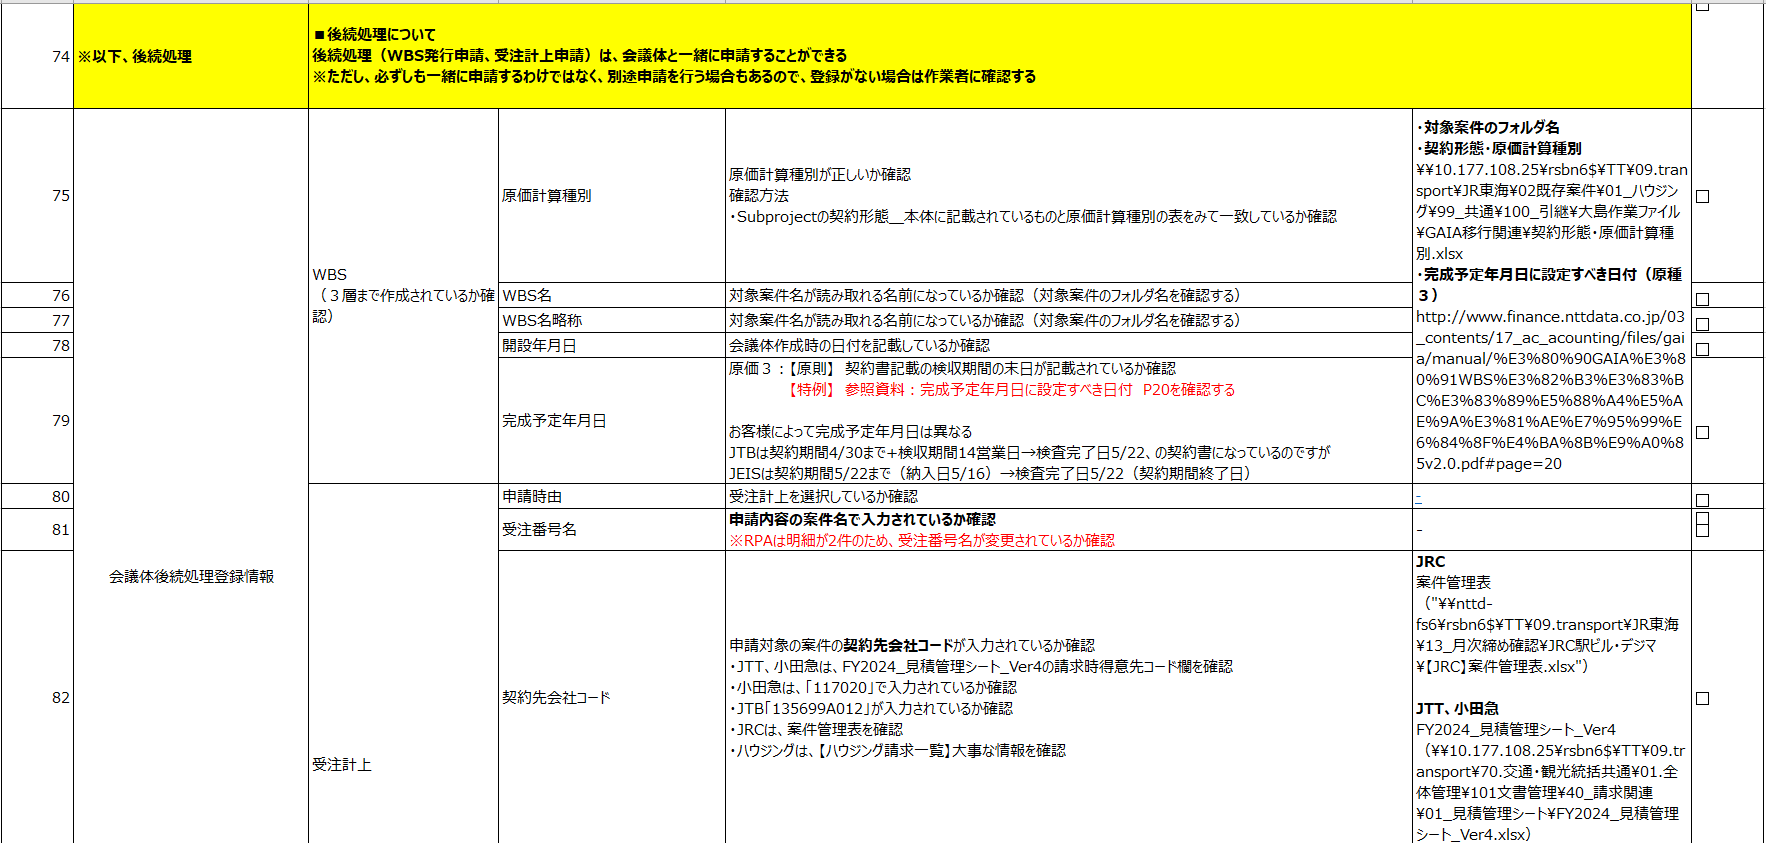 74
※以下、後続処理
■後続処理について
後続処理（WBS発行申請、受注計上申請）は、会議体と一緒に申請することができる
※ただし、必ずしも一緒に申請するわけではなく、別途申請を行う場合もあるので、登録がない場合は作業者に確認する
会議体後続処理登録情報
WBS
（３層まで作成されているか確
認）
75
原価計算種別
原価計算種別が正しいか確認
確認方法
・Subprojectの契約形態__本体に記載されているものと原価計算種別の表をみて一致しているか確認
・対象案件のフォルダ名
・契約形態・原価計算種別
¥¥10.177.108.25¥rsbn6$¥TT¥09.tran
sport¥JR東海¥02既存案件¥01_ハウジン
グ¥99_共通¥100_引継¥大島作業ファイル
¥GAIA移行関連¥契約形態・原価計算種
別.xlsx
・完成予定年月日に設定すべき日付（原種
３）
http://www.finance.nttdata.co.jp/03
_contents/17_ac_acounting/files/gai
a/manual/%E3%80%90GAIA%E3%8
0%91WBS%E3%82%B3%E3%83%B
C%E3%83%89%E5%88%A4%E5%A
E%9A%E3%81%AE%E7%95%99%E
6%84%8F%E4%BA%8B%E9%A0%8
5v2.0.pdf#page=20
76
WBS名
対象案件名が読み取れる名前になっているか確認（対象案件のフォルダ名を確認する）
77
WBS名略称
対象案件名が読み取れる名前になっているか確認（対象案件のフォルダ名を確認する）
78
開設年月日
会議体作成時の日付を記載しているか確認
79
完成予定年月日
原価３：【原則】 契約書記載の検収期間の末日が記載されているか確認
【特例】 参照資料：完成予定年月日に設定すべき日付 P20を確認する
お客様によって完成予定年月日は異なる
JTBは契約期間4/30まで+検収期間14営業日→検査完了日5/22、の契約書になっているのですが
JEISは契約期間5/22まで（納入日5/16）→検査完了日5/22（契約期間終了日）
受注計上
80
申請時由
受注計上を選択しているか確認
-
81
受注番号名
申請内容の案件名で入力されているか確認
※RPAは明細が2件のため、受注番号名が変更されているか確認
-
82
契約先会社コード
申請対象の案件の契約先会社コードが入力されているか確認
・JTT、小田急は、FY2024_見積管理シート_Ver4の請求時得意先コード欄を確認
・小田急は、「117020」で入力されているか確認
・JTB「135699A012」が入力されているか確認
・JRCは、案件管理表を確認
・ハウジングは、【ハウジング請求一覧】大事な情報を確認
JRC
案件管理表
（"¥¥nttd-
fs6¥rsbn6$¥TT¥09.transport¥JR東海
¥13_月次締め確認¥JRC駅ビル・デジマ
¥【JRC】案件管理表.xlsx"）
JTT、小田急
FY2024_見積管理シート_Ver4
（¥¥10.177.108.25¥rsbn6$¥TT¥09.tr
ansport¥70.交通・観光統括共通¥01.全
体管理¥101文書管理¥40_請求関連
¥01_見積管理シート¥FY2024_見積管理
シート_Ver4.xlsx）